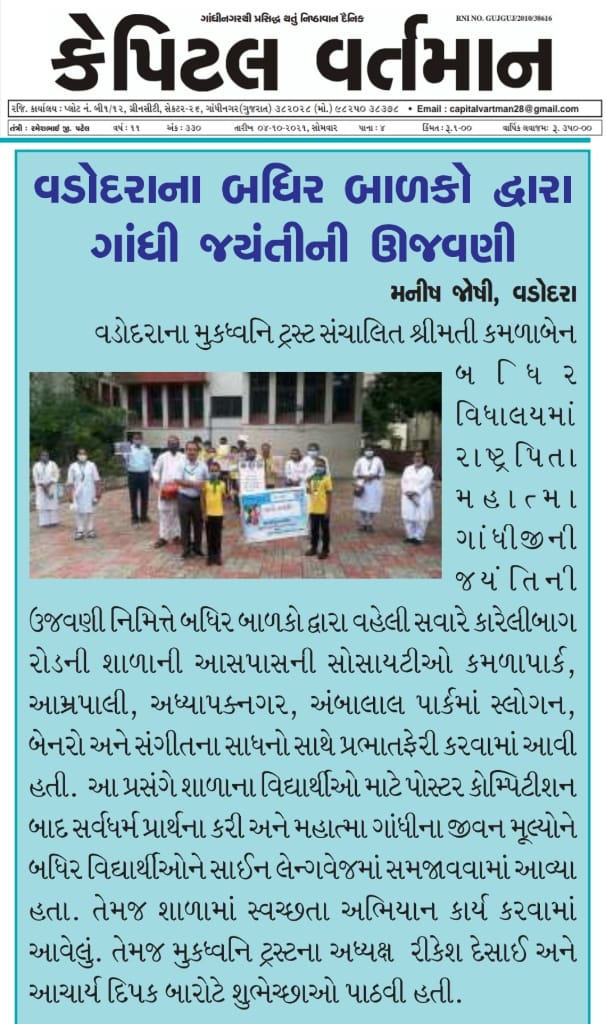 ગાંધીનગરથી પ્રસિદ્ધ થતું નિષ્ઠાવાન દૈનિક
RNI NO. GUJGUJ/2010/38616
કેપિટલ વર્તમાન
રજિ. કાર્યાલય : પ્લોટ નં. બી૧/૧૨, ગ્રીનસીટી, સેક્ટર-૨૬, ગાંધીનગર(ગુજરાત) ૩૮૨૦૨૮ (મો.) ૯૮૨૫૦ ૩૮૩૭૮ • Email : capitalvartman28@gmail.com
તંત્રી : રમેશભાઈ જી. પટેલ વર્ષ : ૧૧ અંક : ૩૩૦ તારીખ ૦૪-૧૦-૨૦૨૧, સોમવાર પાના : ૪ કિંમત : રૂ.૧-૦૦ વાર્ષિક લવાજમ રૂ. ૩૫૦-૦૦
વડોદરાના બધિર બાળકો દ્વારા
ગાંધી જયંતીની ઊજવણી
મનીષ જોષી, વડોદરા
વડોદરાના મુકધ્વનિ ટ્રસ્ટ સંચાલિત શ્રીમતી કમળાબેન
બધિર
વિધાલયમાં
રાષ્ટ્રપિતા
મહાત્મા
ગાંધીજીની
જયંતિની
ઉજવણી નિમિત્તે બધિર બાળકો દ્વારા વહેલી સવારે કારેલીબાગ
રોડની શાળાની આસપાસની સોસાયટીઓ કમળાપાર્ક,
આમ્રપાલી, અધ્યાપક્નગર, અંબાલાલ પાર્કમાં સ્લોગન,
બેનરો અને સંગીતના સાધનો સાથે પ્રભાતફેરી કરવામાં આવી
હતી. આ પ્રસંગે શાળાના વિદ્યાર્થીઓ માટે પોસ્ટર કોમ્પિટીશન
બાદ સર્વધર્મ પ્રાર્થના કરી અને મહાત્મા ગાંધીના જીવન મૂલ્યોને
બધિર વિદ્યાર્થીઓને સાઈન લેન્ગવેજમાં સમજાવવામાં આવ્યા
હતા. તેમજ શાળામાં સ્વચ્છતા અભિયાન કાર્ય કરવામાં
આવેલું. તેમજ મુકધ્વનિ ટ્રસ્ટના અધ્યક્ષ રીકેશ દેસાઈ અને
આચાર્ય દિપક બારોટે શુભેચ્છાઓ પાઠવી હતી.